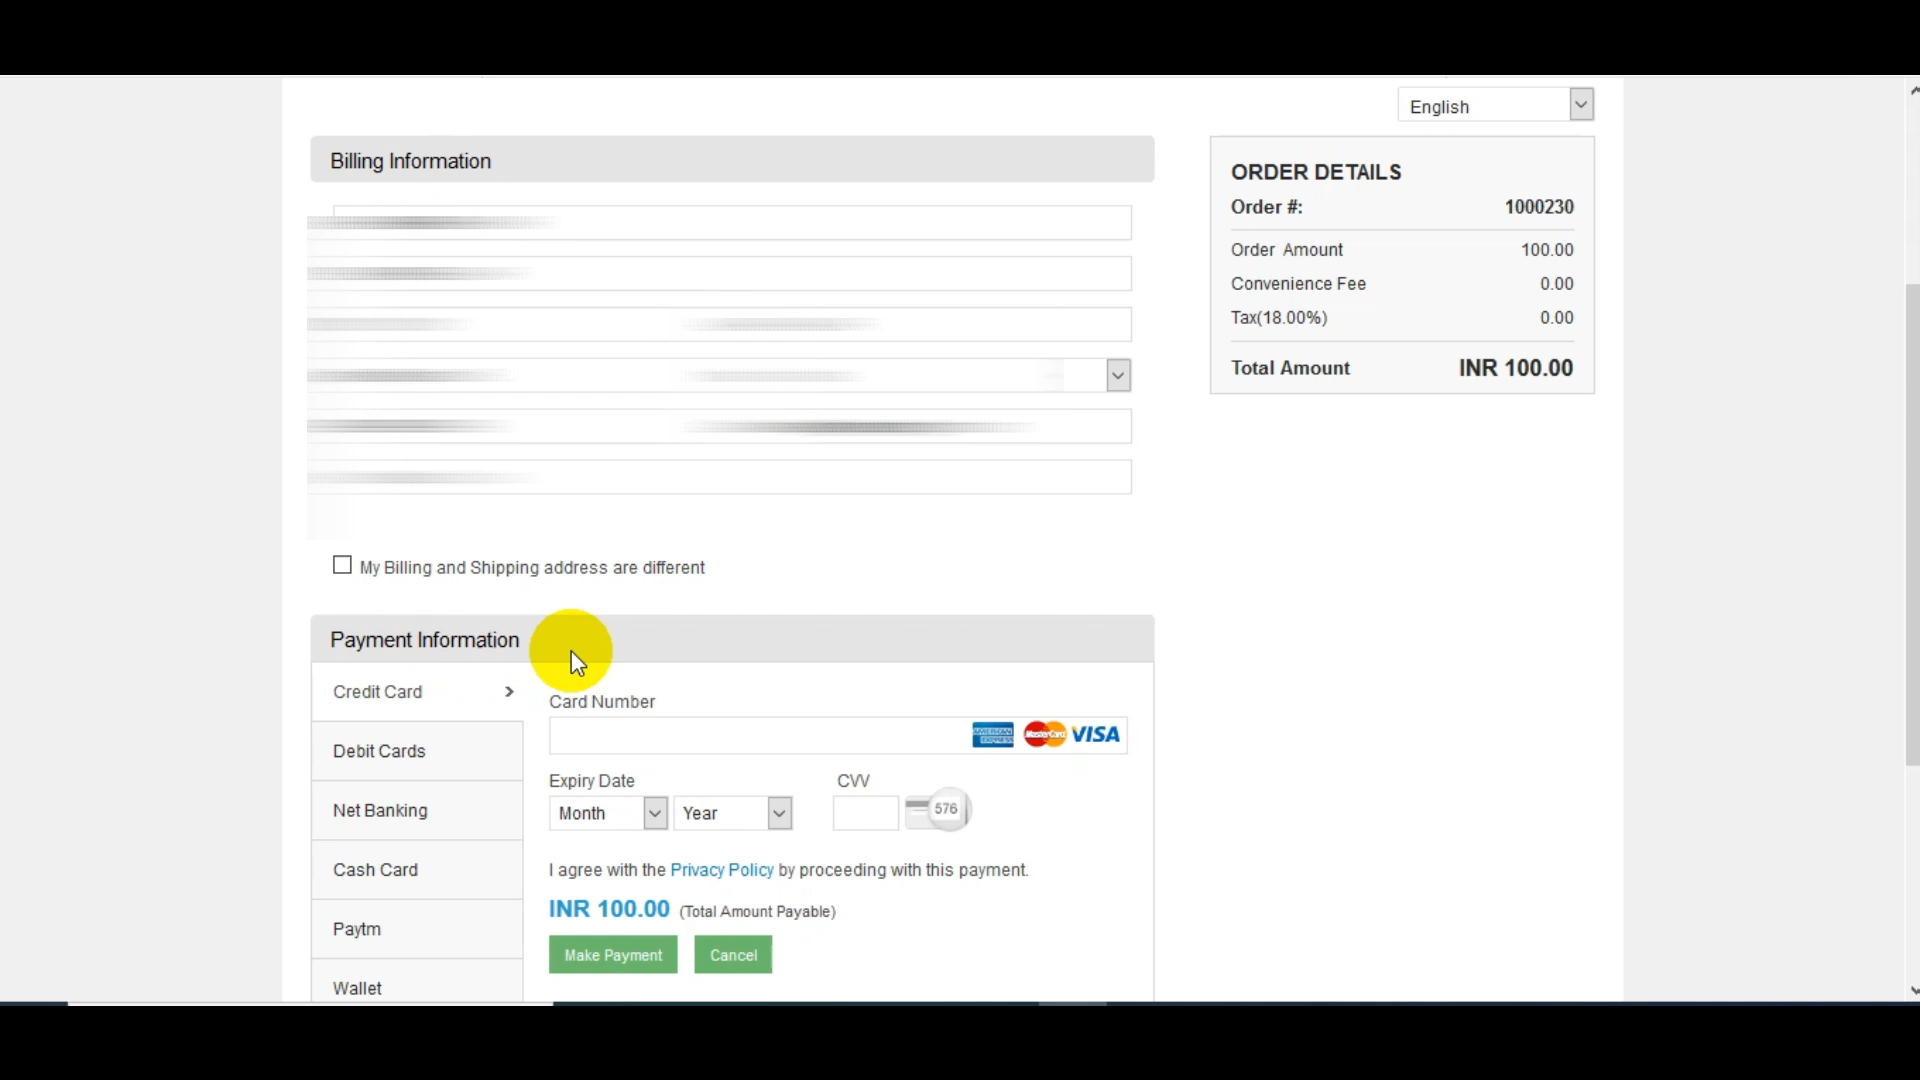 English
Billing Information
ORDER DETAILS
Order #: 1000230
Order Amount 100.00
Convenience Fee 0.00
Tax(18.00%) 0.00
Total Amount INR 100.00
My Billing and Shipping address are different
Payment Information
Credit Card
Debit Cards
Net Banking
Cash Card
Paytm
Wallet
Card Number
AMERICAN EXPRESS MasterCard VISA
Expiry Date CVV
Month Year 576
I agree with the Privacy Policy by proceeding with this payment.
INR 100.00 (Total Amount Payable)
Make Payment Cancel